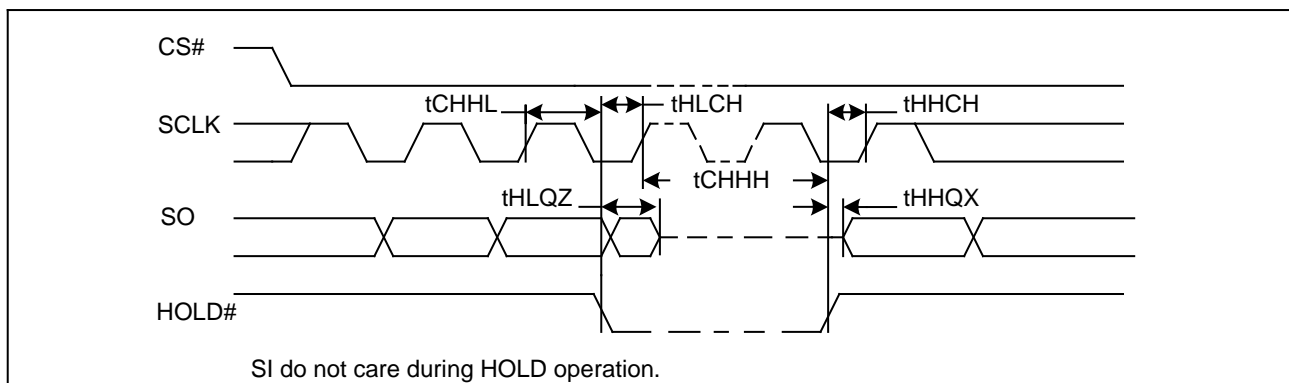 CS#
tCHHL
tHLCH
tHHCH
SCLK
tCHHH
tHLQZ
tHHQX
SO
HOLD#
SI do not care during HOLD operation.